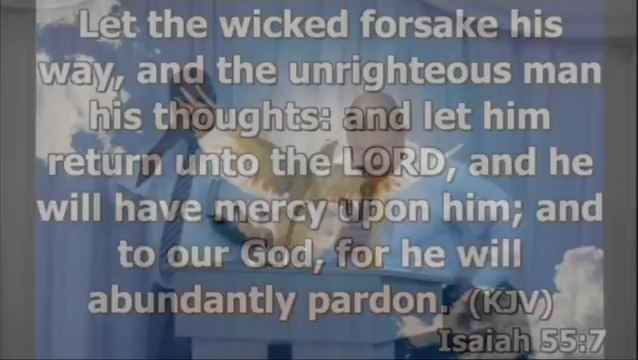 Let the wicked forsake his
way, and the unrighteous man
his thoughts: and let him
return unto the LORD, and he
will have mercy upon him; and
to our God, for he will
abundantly pardon. (KJV)
Isaiah 55:7